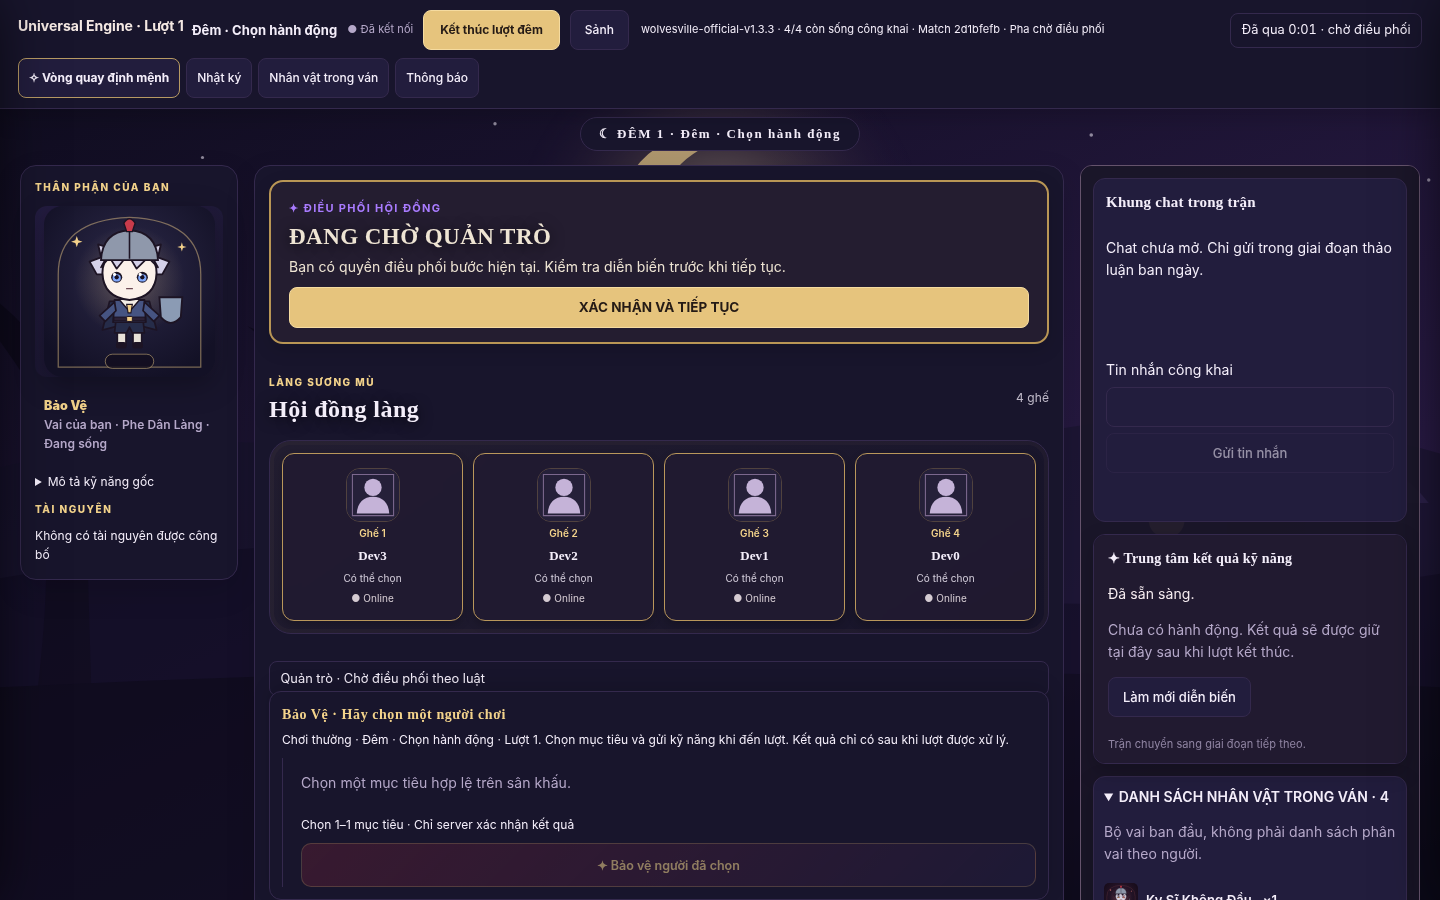 Universal Engine · Lượt 1 Đêm · Chọn hành động ● Đã kết nối Kết thúc lượt đêm Sảnh wolvesville-official-v1.3.3 · 4/4 còn sống công khai · Match 2d1bfefb · Pha chờ điều phối Đã qua 0:01 · chờ điều phối
✧ Vòng quay định mệnh Nhật ký Nhân vật trong ván Thông báo
☾ ĐÊM 1 · Đêm · Chọn hành động
THÂN PHẬN CỦA BẠN
Bảo Vệ
Vai của bạn · Phe Dân Làng ·
Đang sống
▶ Mô tả kỹ năng gốc
TÀI NGUYÊN
Không có tài nguyên được công
bố
✦ ĐIỀU PHỐI HỘI ĐỒNG
ĐANG CHỜ QUẢN TRÒ
Bạn có quyền điều phối bước hiện tại. Kiểm tra diễn biến trước khi tiếp tục.
XÁC NHẬN VÀ TIẾP TỤC
LÀNG SƯƠNG MÙ
Hội đồng làng
4 ghế
Ghế 1
Dev3
Có thể chọn
● Online
Ghế 2
Dev2
Có thể chọn
● Online
Ghế 3
Dev1
Có thể chọn
● Online
Ghế 4
Dev0
Có thể chọn
● Online
Quản trò · Chờ điều phối theo luật
Bảo Vệ · Hãy chọn một người chơi
Chơi thường · Đêm · Chọn hành động · Lượt 1. Chọn mục tiêu và gửi kỹ năng khi đến lượt. Kết quả chỉ có sau khi lượt được xử lý.
Chọn một mục tiêu hợp lệ trên sân khấu.
Chọn 1–1 mục tiêu · Chỉ server xác nhận kết quả
✦ Bảo vệ người đã chọn
Khung chat trong trận
Chat chưa mở. Chỉ gửi trong giai đoạn thảo
luận ban ngày.
Tin nhắn công khai
Gửi tin nhắn
✦ Trung tâm kết quả kỹ năng
Đã sẵn sàng.
Chưa có hành động. Kết quả sẽ được giữ
tại đây sau khi lượt kết thúc.
Làm mới diễn biến
Trận chuyển sang giai đoạn tiếp theo.
▼ DANH SÁCH NHÂN VẬT TRONG VÁN · 4
Bộ vai ban đầu, không phải danh sách phân
vai theo người.
Kỵ Sĩ Không Đầu ×1